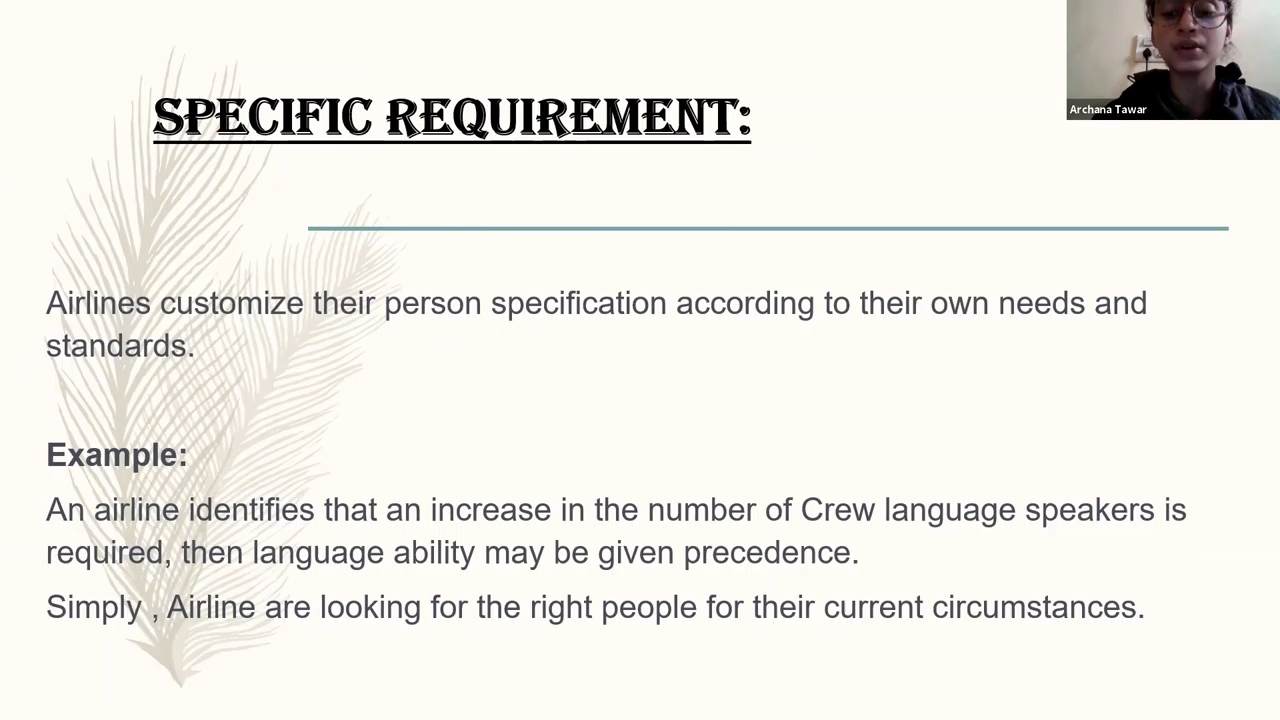 SPECIFIC REQUIREMENT:
Archana Tawar
Airlines customize their person specification according to their own needs and
standards.
Example:
An airline identifies that an increase in the number of Crew language speakers is
required, then language ability may be given precedence.
Simply , Airline are looking for the right people for their current circumstances.